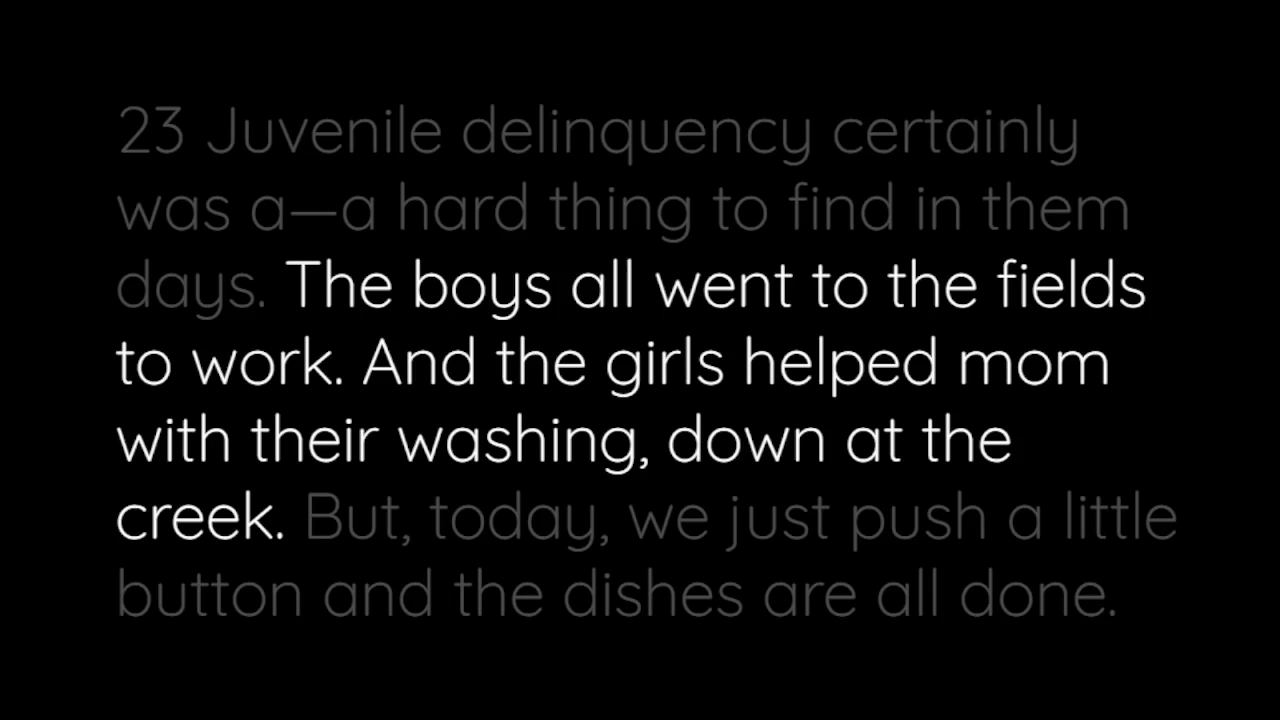 23 Juvenile delinquency certainly
was a—a hard thing to find in them
days. The boys all went to the fields
to work. And the girls helped mom
with their washing, down at the
creek. But, today, we just push a little
button and the dishes are all done.